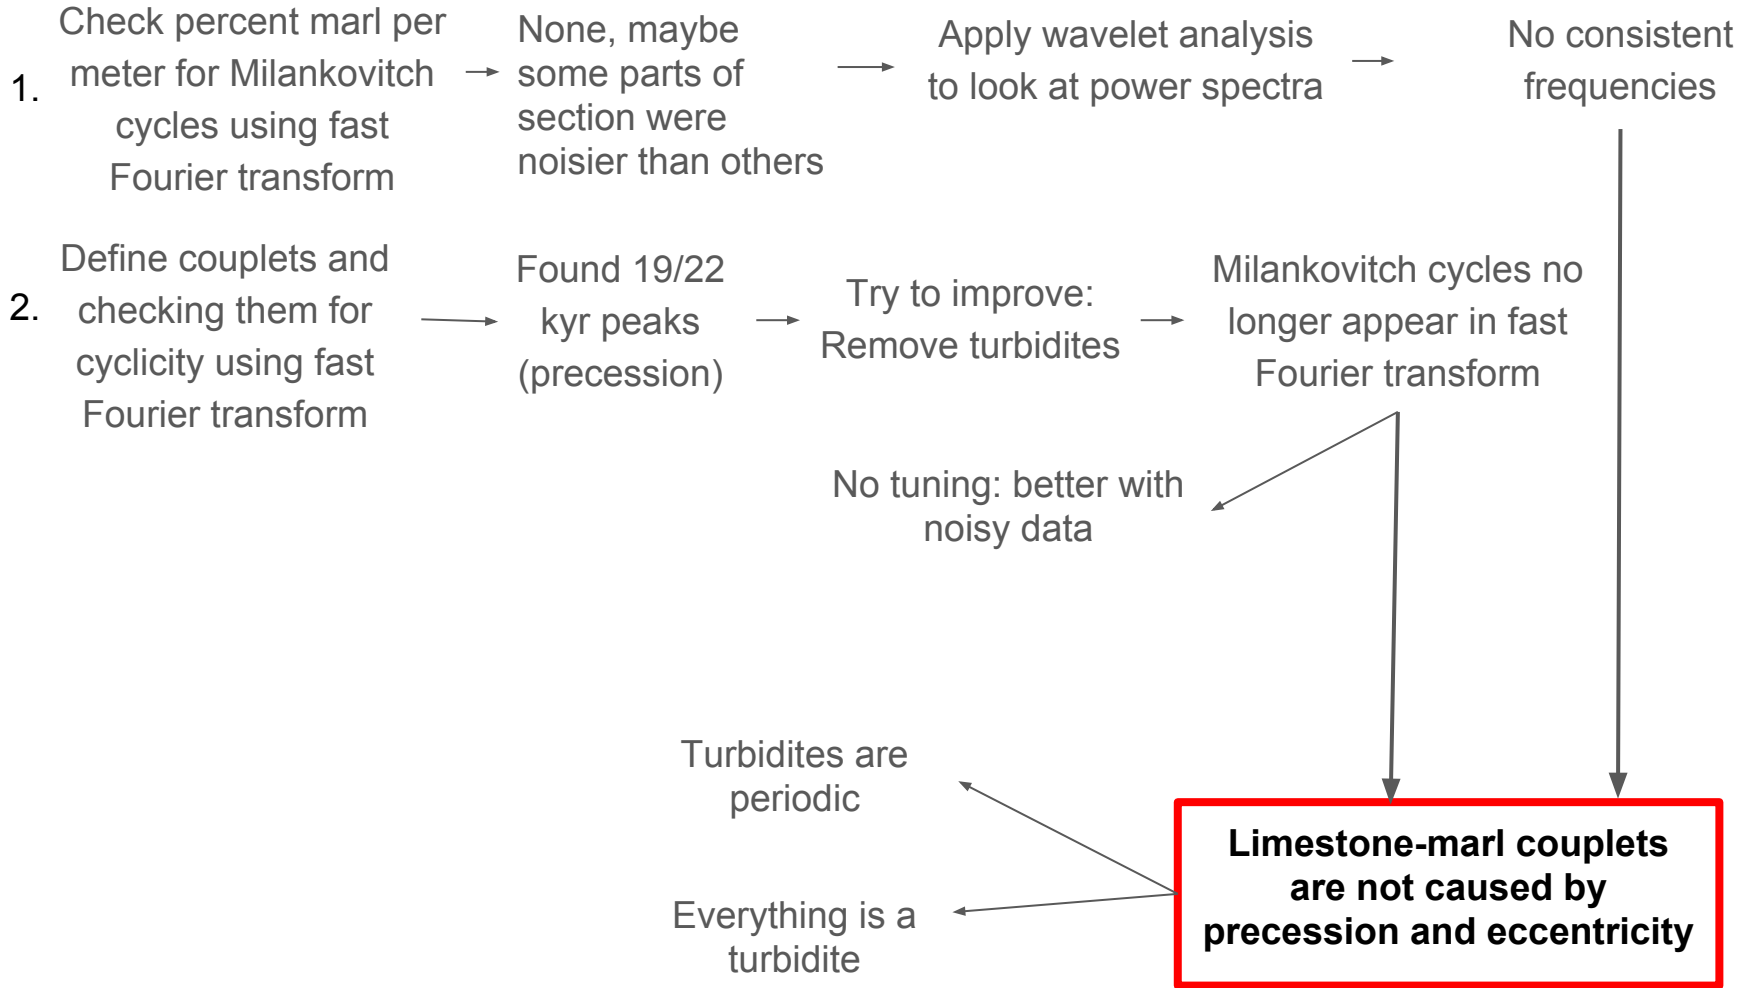 1.
Check percent marl per
meter for Milankovitch
cycles using fast
Fourier transform
None, maybe
some parts of
section were
noisier than others
Apply wavelet analysis
to look at power spectra
No consistent
frequencies
2.
Define couplets and
checking them for
cyclicity using fast
Fourier transform
Found 19/22
kyr peaks
(precession)
Try to improve:
Remove turbidites
Milankovitch cycles no
longer appear in fast
Fourier transform
No tuning: better with
noisy data
Turbidites are
periodic
Everything is a
turbidite
Limestone-marl couplets
are not caused by
precession and eccentricity